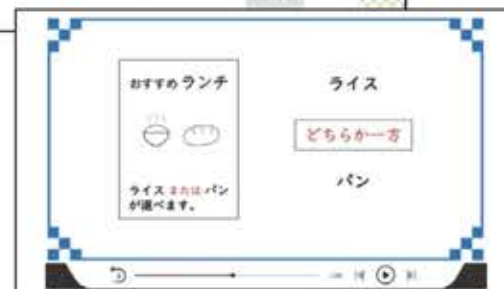 おすすめ ランチ
ライス または パン
が選べます。
ライス
どちらか一方
パン